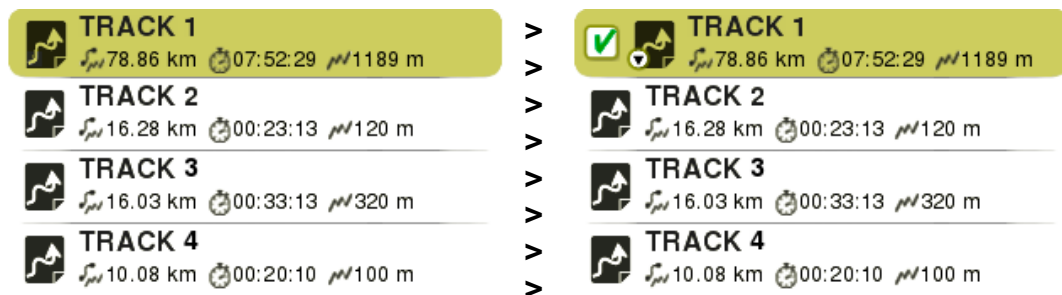 TRACK 1
78.86 km 07:52:29 1189 m
TRACK 2
16.28 km 00:23:13 120 m
TRACK 3
16.03 km 00:33:13 320 m
TRACK 4
10.08 km 00:20:10 100 m
>
>
>
>
>
>
>
>
TRACK 1
78.86 km 07:52:29 1189 m
TRACK 2
16.28 km 00:23:13 120 m
TRACK 3
16.03 km 00:33:13 320 m
TRACK 4
10.08 km 00:20:10 100 m